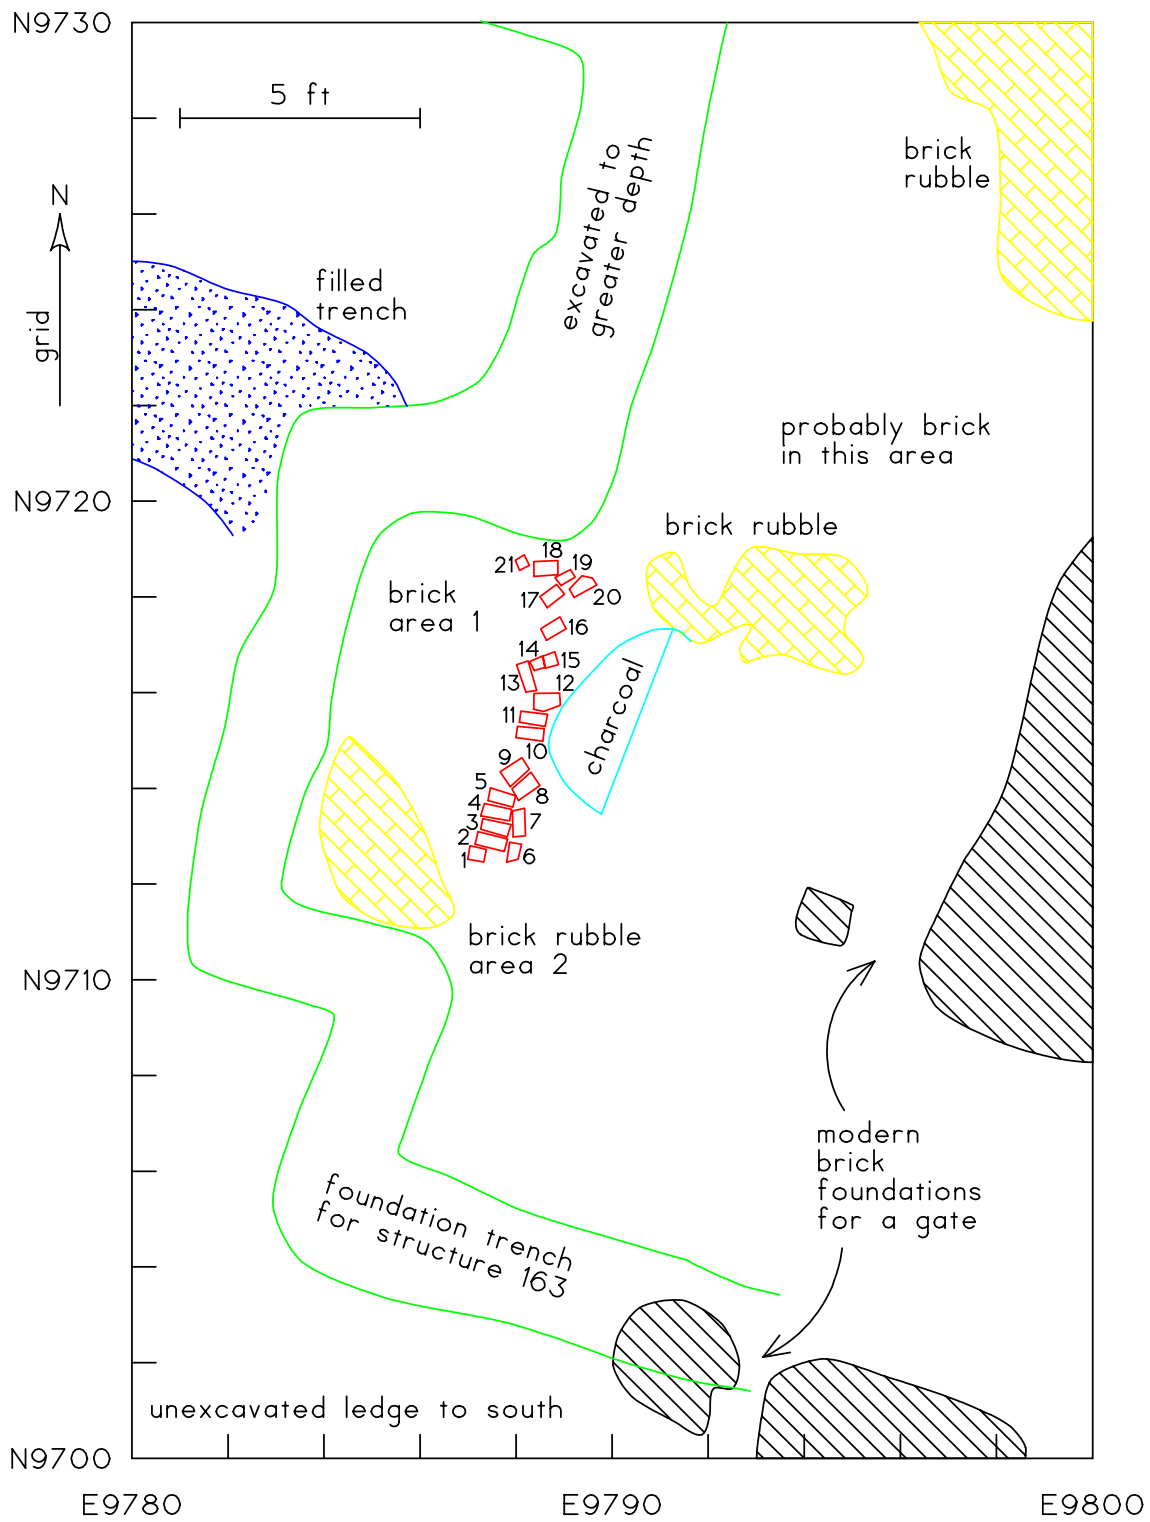 N9730
5 ft
excavated to
greater depth
brick
rubble
N
grid
filled
trench
probably brick
in this area
N9720
brick rubble
brick
area 1
21
18
19
20
17
16
14
15
13
12
11
10
9
8
5
4
3
7
2
1
6
charcoal
brick rubble
area 2
N9710
modern
brick
foundations
for a gate
foundation trench
for structure 163
unexcavated ledge to south
N9700
E9780
E9790
E9800